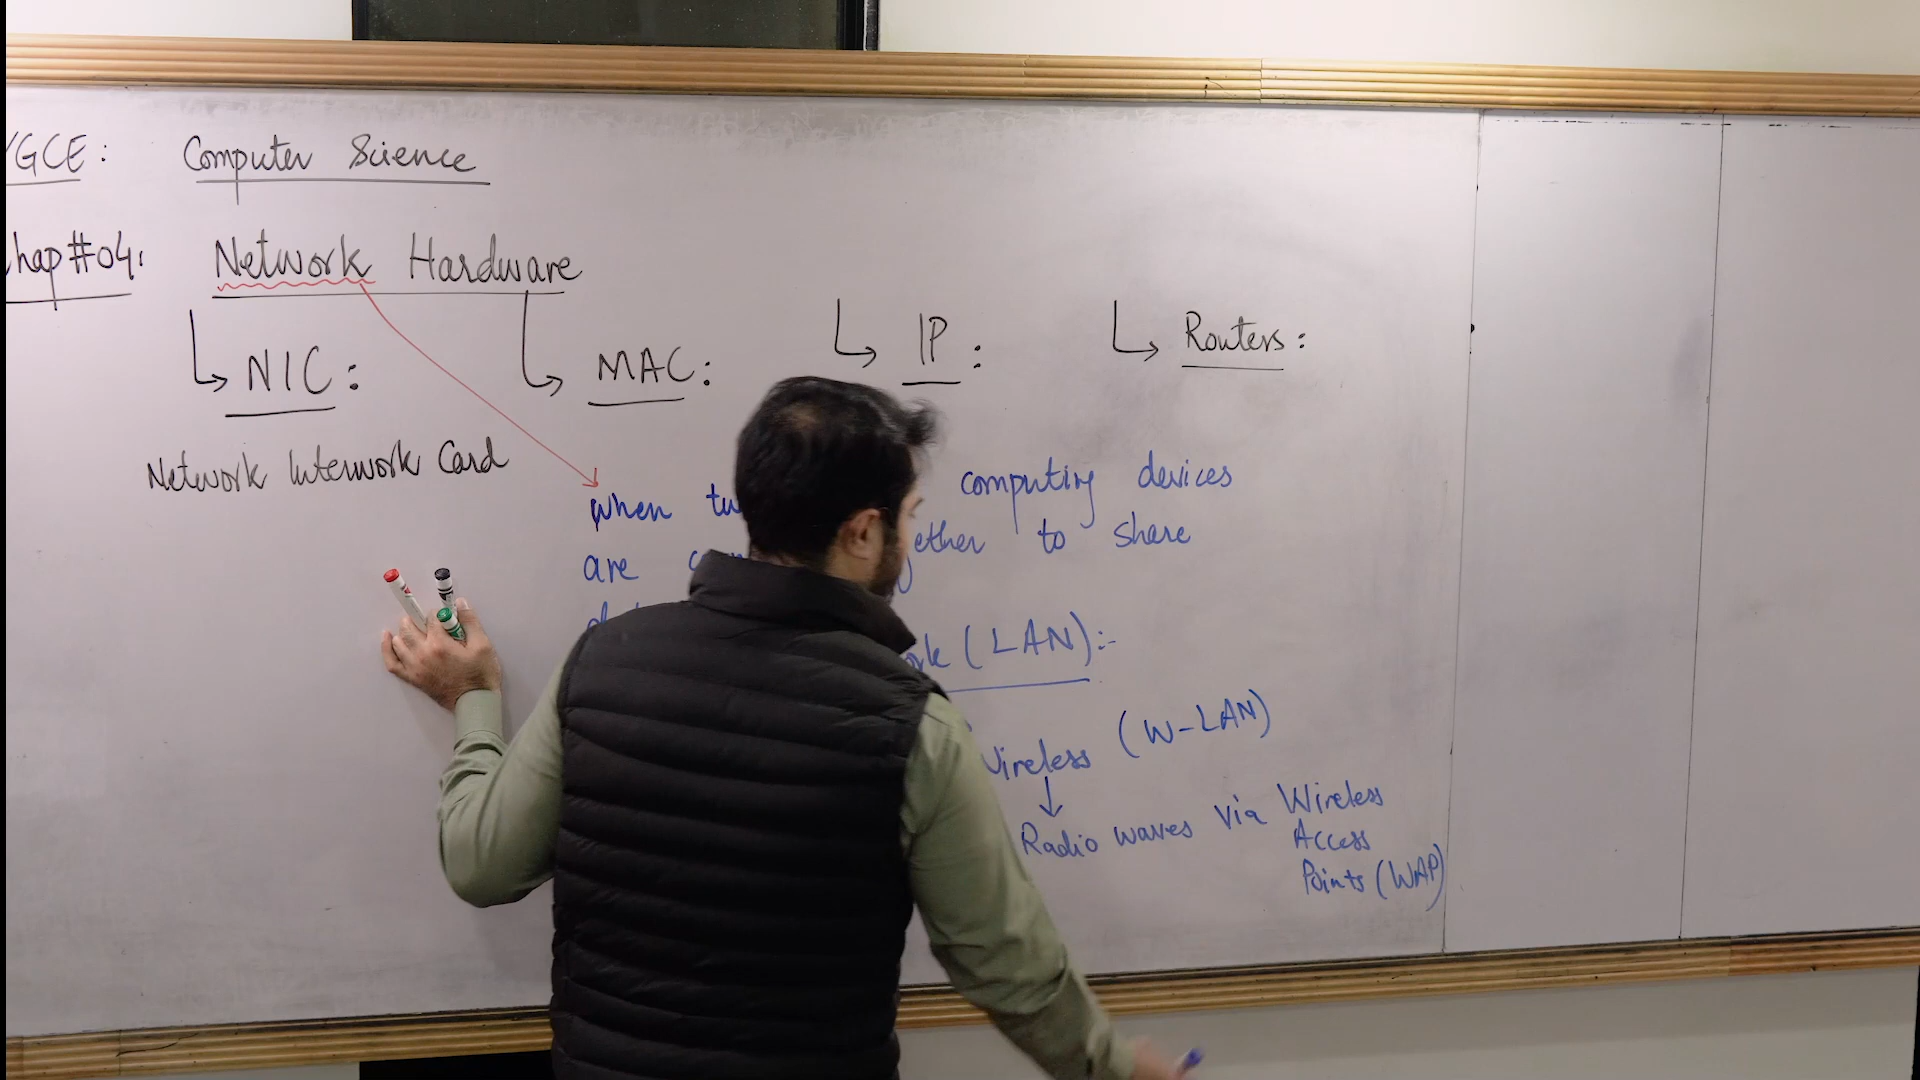 /GCE: Computer Science
hap#04: Network Hardware
NIC: MAC: IP: Routers:
Network Interwork Card
when computing devices
are ether to share
ork (LAN):-
Wireless (W-LAN)
Radio waves via Wireless
Access
Points (WAP)